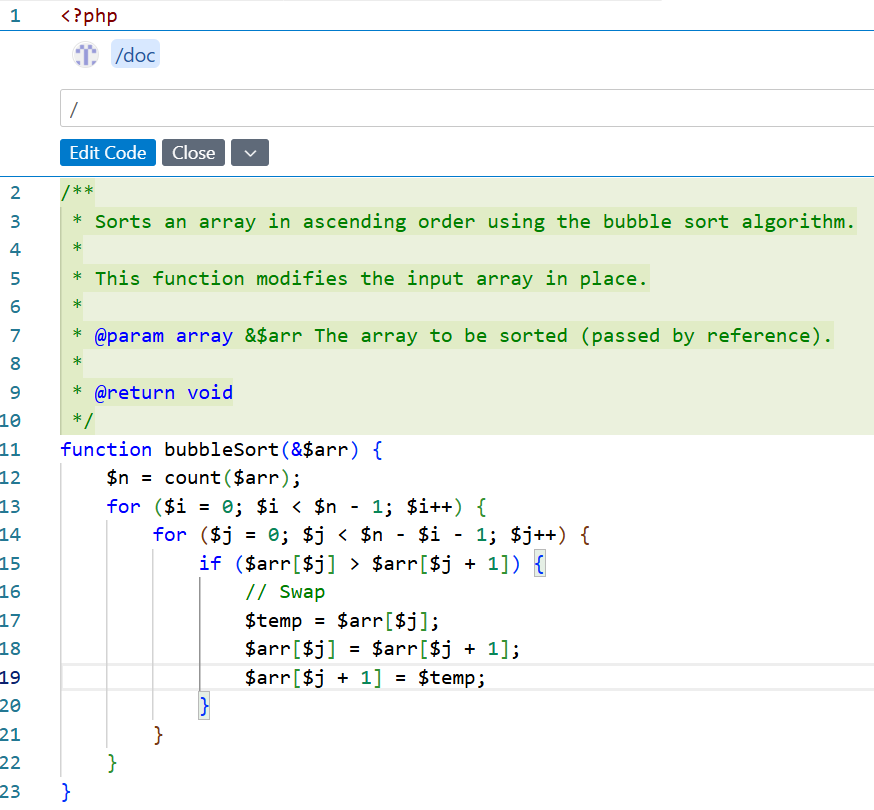 1 <?php
/doc
/
Edit Code Close
2 /**
3  * Sorts an array in ascending order using the bubble sort algorithm.
4  *
5  * This function modifies the input array in place.
6  *
7  * @param array &$arr The array to be sorted (passed by reference).
8  *
9  * @return void
10  */
11 function bubbleSort(&$arr) {
12     $n = count($arr);
13     for ($i = 0; $i < $n - 1; $i++) {
14         for ($j = 0; $j < $n - $i - 1; $j++) {
15             if ($arr[$j] > $arr[$j + 1]) {
16                 // Swap
17                 $temp = $arr[$j];
18                 $arr[$j] = $arr[$j + 1];
19                 $arr[$j + 1] = $temp;
20             }
21         }
22     }
23 }